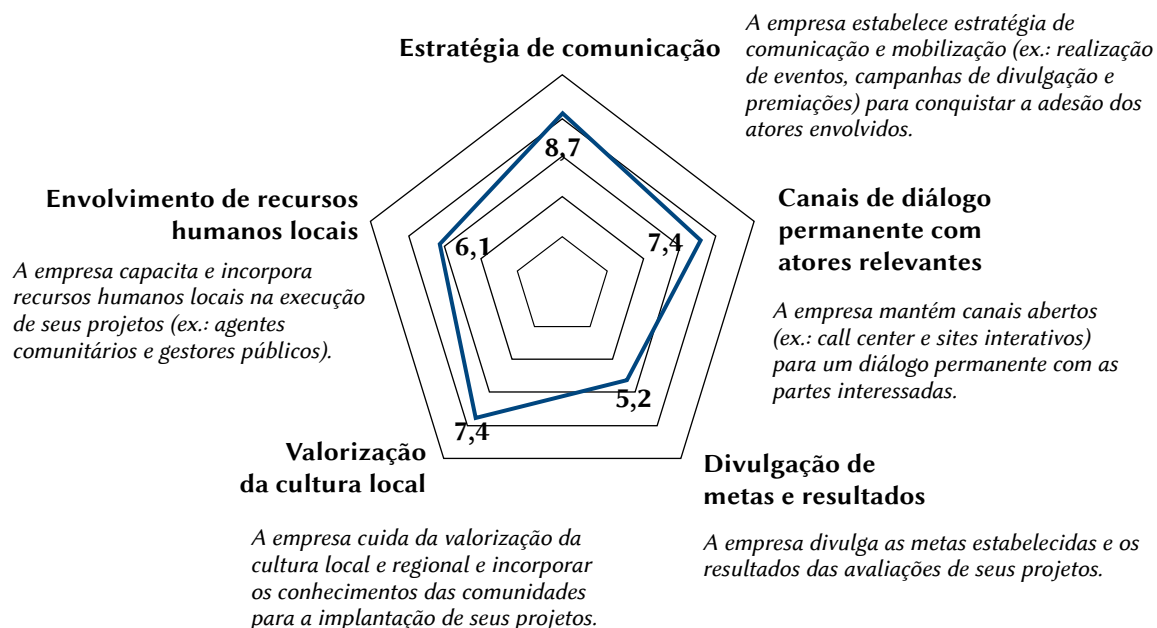 Estratégia de comunicação
A empresa estabelece estratégia de
comunicação e mobilização (ex.: realização
de eventos, campanhas de divulgação e
premiações) para conquistar a adesão dos
atores envolvidos.
8,7
Envolvimento de recursos
humanos locais
6,1
A empresa capacita e incorpora
recursos humanos locais na execução
de seus projetos (ex.: agentes
comunitários e gestores públicos).
7,4
Canais de diálogo
permanente com
atores relevantes
A empresa mantém canais abertos
(ex.: call center e sites interativos)
para um diálogo permanente com as
partes interessadas.
5,2
7,4
Valorização
da cultura local
A empresa cuida da valorização da
cultura local e regional e incorporar
os conhecimentos das comunidades
para a implantação de seus projetos.
Divulgação de
metas e resultados
A empresa divulga as metas estabelecidas e os
resultados das avaliações de seus projetos.